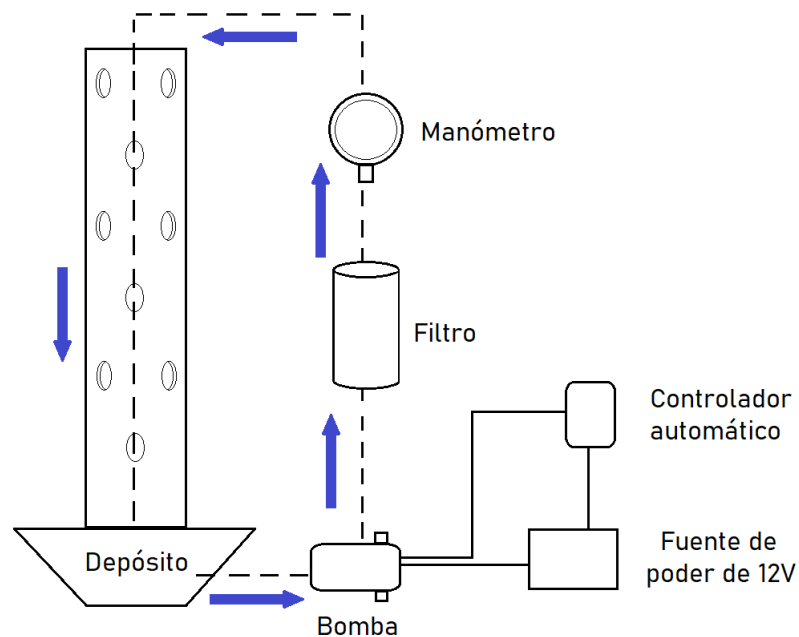 Manómetro
Filtro
Controlador
automático
Depósito
Fuente de
poder de 12V
Bomba